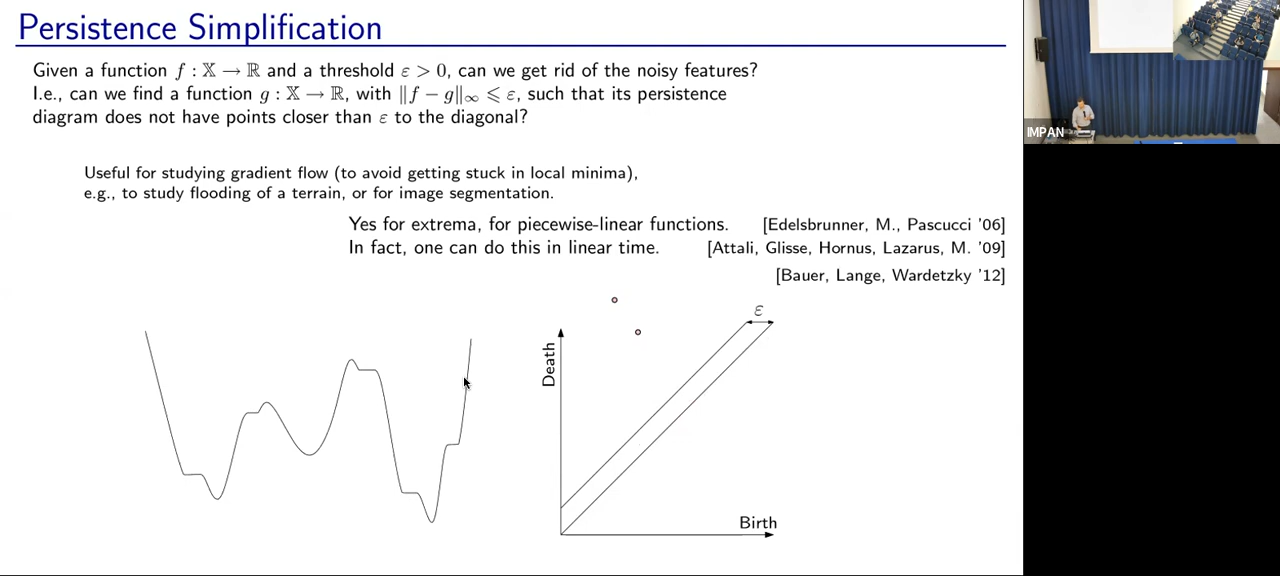 Persistence Simplification
Given a function f : 𝕏 → ℝ and a threshold ε > 0, can we get rid of the noisy features?
I.e., can we find a function g : 𝕏 → ℝ, with ‖f − g‖∞ ⩽ ε, such that its persistence
diagram does not have points closer than ε to the diagonal?
Useful for studying gradient flow (to avoid getting stuck in local minima),
e.g., to study flooding of a terrain, or for image segmentation.
Yes for extrema, for piecewise-linear functions. [Edelsbrunner, M., Pascucci '06]
In fact, one can do this in linear time. [Attali, Glisse, Hornus, Lazarus, M. '09]
[Bauer, Lange, Wardetzky '12]
ε
Death
Birth
IMPAN